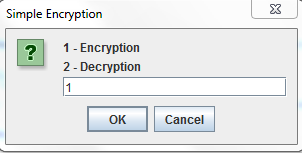 Simple Encryption
?
1 - Encryption
2 - Decryption
1
OK
Cancel